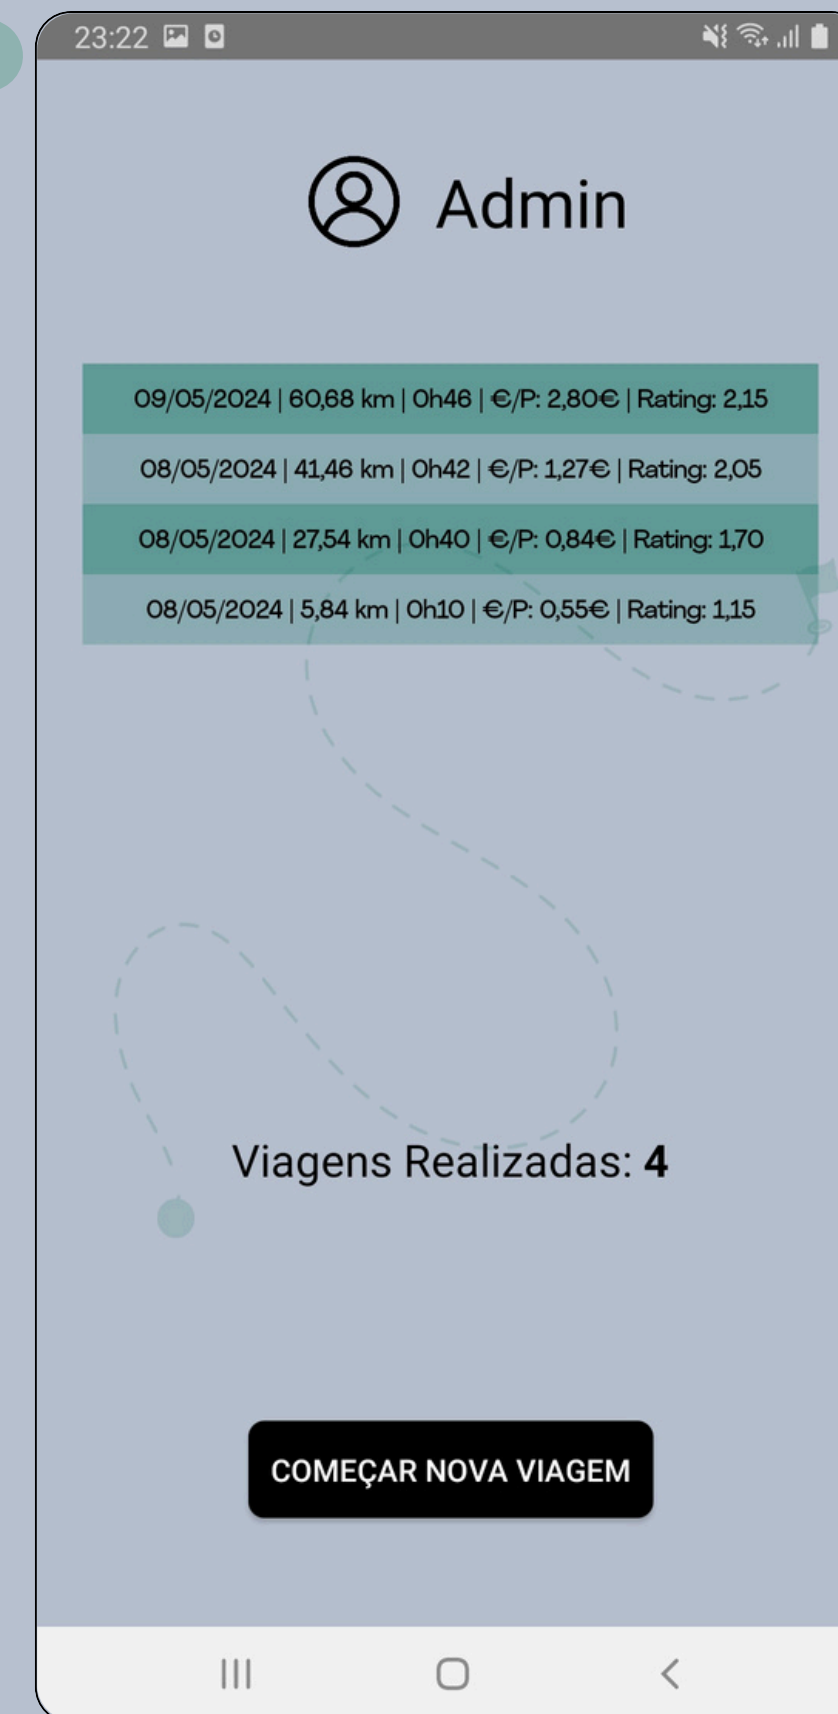 23:22
Admin
09/05/2024 | 60,68 km | 0h46 | €/P: 2,80€ | Rating: 2,15
08/05/2024 | 41,46 km | 0h42 | €/P: 1,27€ | Rating: 2,05
08/05/2024 | 27,54 km | 0h40 | €/P: 0,84€ | Rating: 1,70
08/05/2024 | 5,84 km | 0h10 | €/P: 0,55€ | Rating: 1,15
Viagens Realizadas: 4
COMEÇAR NOVA VIAGEM